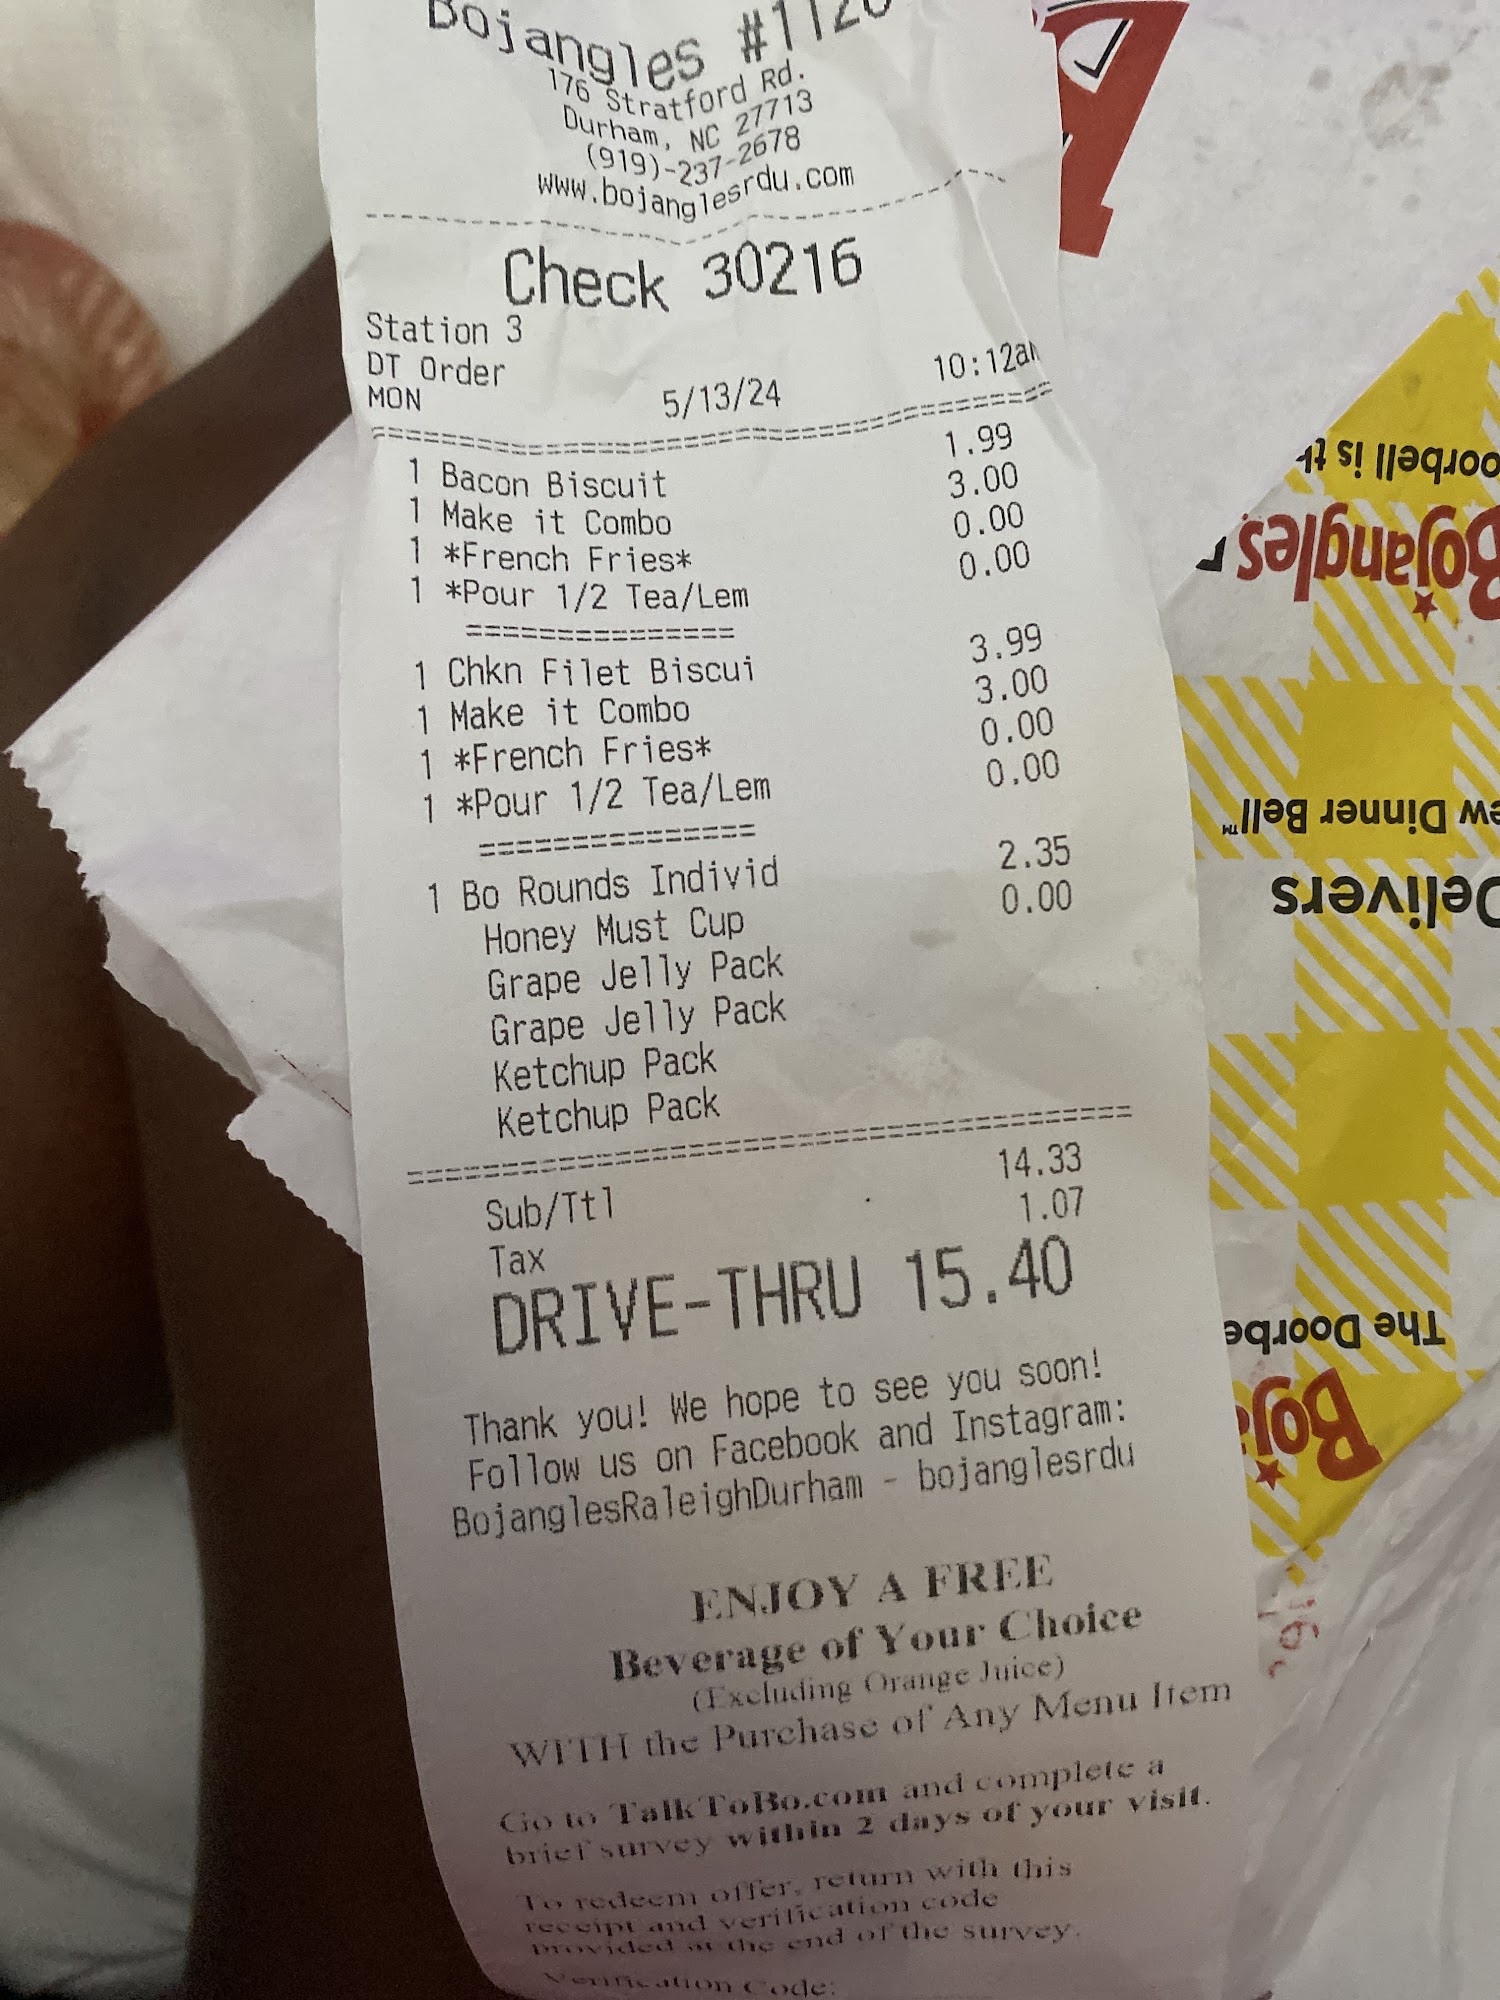 Bojangles
176 Stratford Rd.
Durham, NC 27713
(919)-237-2678
www.bojanglesrdu.com
Check 30216
Station 3
DT Order 10:12am
MON 5/13/24
1 Bacon Biscuit 1.99
1 Make it Combo 3.00
1 *French Fries* 0.00
1 *Pour 1/2 Tea/Lem 0.00
===============
1 Chkn Filet Biscui 3.99
1 Make it Combo 3.00
1 *French Fries* 0.00
1 *Pour 1/2 Tea/Lem 0.00
===============
1 Bo Rounds Individ 2.35
Honey Must Cup 0.00
Grape Jelly Pack
Grape Jelly Pack
Ketchup Pack
Ketchup Pack
Sub/Ttl 14.33
Tax 1.07
DRIVE-THRU 15.40
Thank you! We hope to see you soon!
Follow us on Facebook and Instagram:
BojanglesRaleighDurham - bojanglesrdu
ENJOY A FREE
Beverage of Your Choice
(Excluding Orange Juice)
WITH the Purchase of Any Menu Item
Go to TalkToBo.com and complete a
brief survey within 2 days of your visit.
To redeem offer, return with this
receipt and verification code
provided at the end of the survey.
Verification Code:
oorbell is th
Bojangles
ew Dinner Bell™
Delivers
The Doorbe
Boja